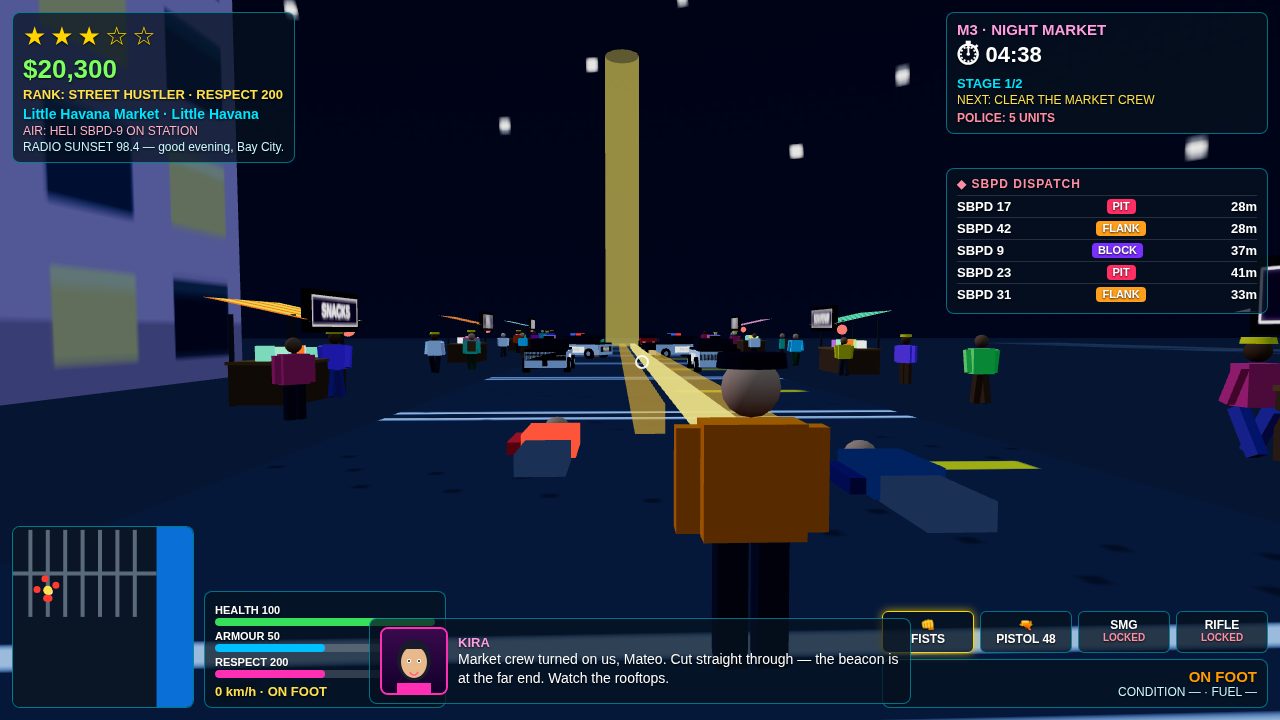 ★★★☆☆
$20,300
RANK: STREET HUSTLER · RESPECT 200
Little Havana Market · Little Havana
AIR: HELI SBPD-9 ON STATION
RADIO SUNSET 98.4 — good evening, Bay City.
M3 · NIGHT MARKET
⏱ 04:38
STAGE 1/2
NEXT: CLEAR THE MARKET CREW
POLICE: 5 UNITS
◆ SBPD DISPATCH
SBPD 17 PIT 28m
SBPD 42 FLANK 28m
SBPD 9 BLOCK 37m
SBPD 23 PIT 41m
SBPD 31 FLANK 33m
SNACKS
HEALTH 100
ARMOUR 50
RESPECT 200
0 km/h · ON FOOT
KIRA
Market crew turned on us, Mateo. Cut straight through — the beacon is
at the far end. Watch the rooftops.
FISTS
PISTOL 48
SMG
LOCKED
RIFLE
LOCKED
ON FOOT
CONDITION — · FUEL —